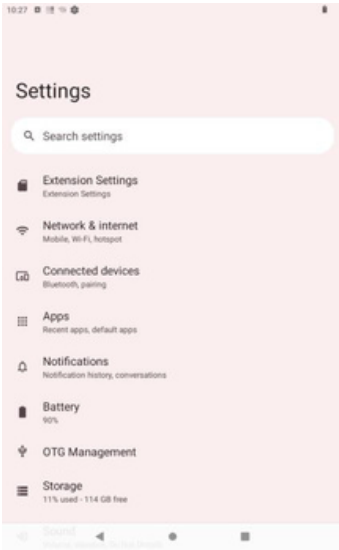 10:27
Settings
Search settings
Extension Settings
Extension Settings
Network & internet
Mobile, Wi-Fi, hotspot
Connected devices
Bluetooth, pairing
Apps
Recent apps, default apps
Notifications
Notification history, conversations
Battery
90%
OTG Management
Storage
11% used - 114 GB free
Sound